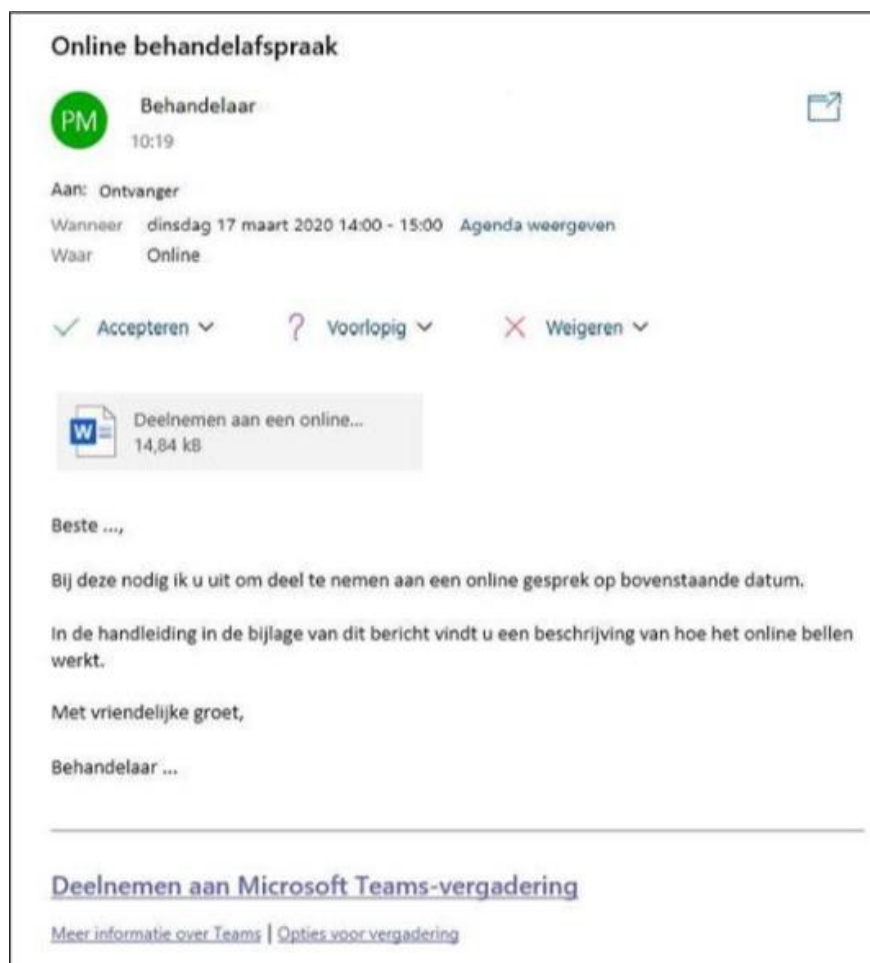 Online behandelafspraak
PM
Behandelaar
10:19
Aan: Ontvanger
Wanneer dinsdag 17 maart 2020 14:00 - 15:00 Agenda weergeven
Waar Online
Accepteren
? Voorlopig
Weigeren
W
Deelnemen aan een online...
14,84 kB
Beste ...,
Bij deze nodig ik u uit om deel te nemen aan een online gesprek op bovenstaande datum.
In de handleiding in de bijlage van dit bericht vindt u een beschrijving van hoe het online bellen
werkt.
Met vriendelijke groet,
Behandelaar ...
Deelnemen aan Microsoft Teams-vergadering
Meer informatie over Teams | Opties voor vergadering